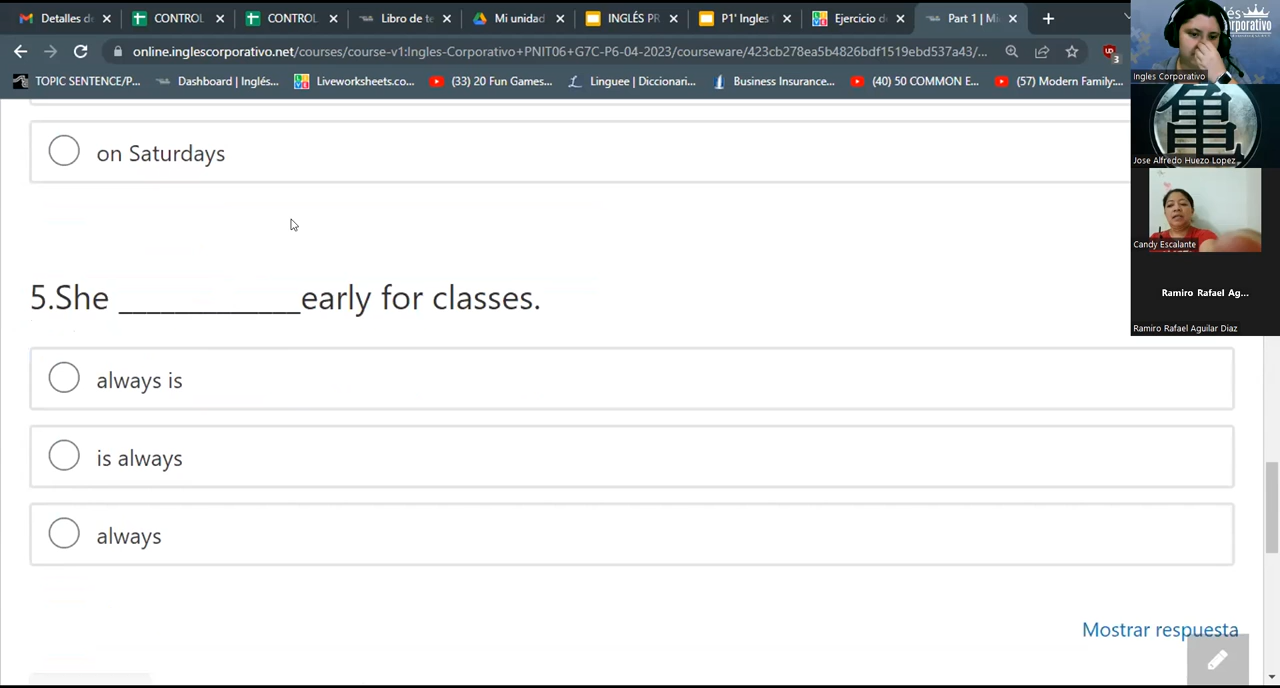 Detalles de
CONTROL
CONTROL
Libro de te
Mi unidad
INGLÉS PR
P1' Ingles
Ejercicio de
Part 1 | Mi
online.inglescorporativo.net/courses/course-v1:Ingles-Corporativo+PNIT06+G7C-P6-04-2023/courseware/423cb278ea5b4826bdf1519ebd537a43/...
3
TOPIC SENTENCE/P...
Dashboard | Inglés...
Liveworksheets.co...
(33) 20 Fun Games...
Linguee | Diccionari...
Business Insurance...
(40) 50 COMMON E...
(57) Modern Family:...
Ingles Corporativo
亀
Jose Alfredo Huezo Lopez
Candy Escalante
Ramiro Rafael Ag...
Ramiro Rafael Aguilar Diaz
on Saturdays
5.She _____________early for classes.
always is
is always
always
Mostrar respuesta